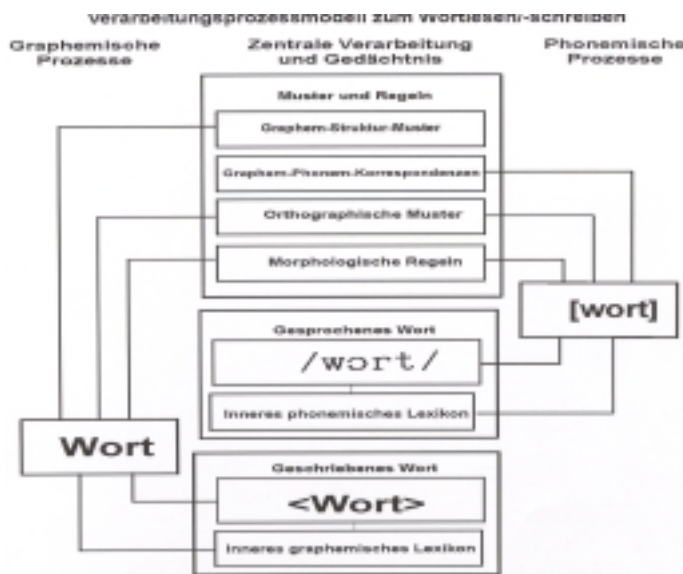 Verarbeitungsprozessmodell zum Wortlesen/-schreiben
Graphemische
Prozesse
Zentrale Verarbeitung
und Gedächtnis
Phonemische
Prozesse
Muster und Regeln
Graphem-Struktur-Muster
Graphem-Phonem-Korrespondenzen
Orthographische Muster
Morphologische Regeln
[wort]
Gesprochenes Wort
/wɔrt/
Inneres phonemisches Lexikon
Wort
Geschriebenes Wort
<Wort>
Inneres graphemisches Lexikon